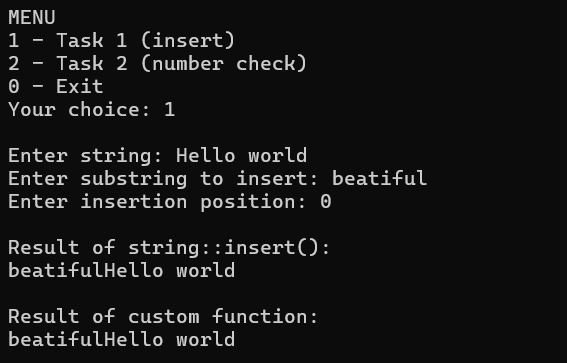 MENU
1 - Task 1 (insert)
2 - Task 2 (number check)
0 - Exit
Your choice: 1
Enter string: Hello world
Enter substring to insert: beatiful
Enter insertion position: 0
Result of string::insert():
beatifulHello world
Result of custom function:
beatifulHello world